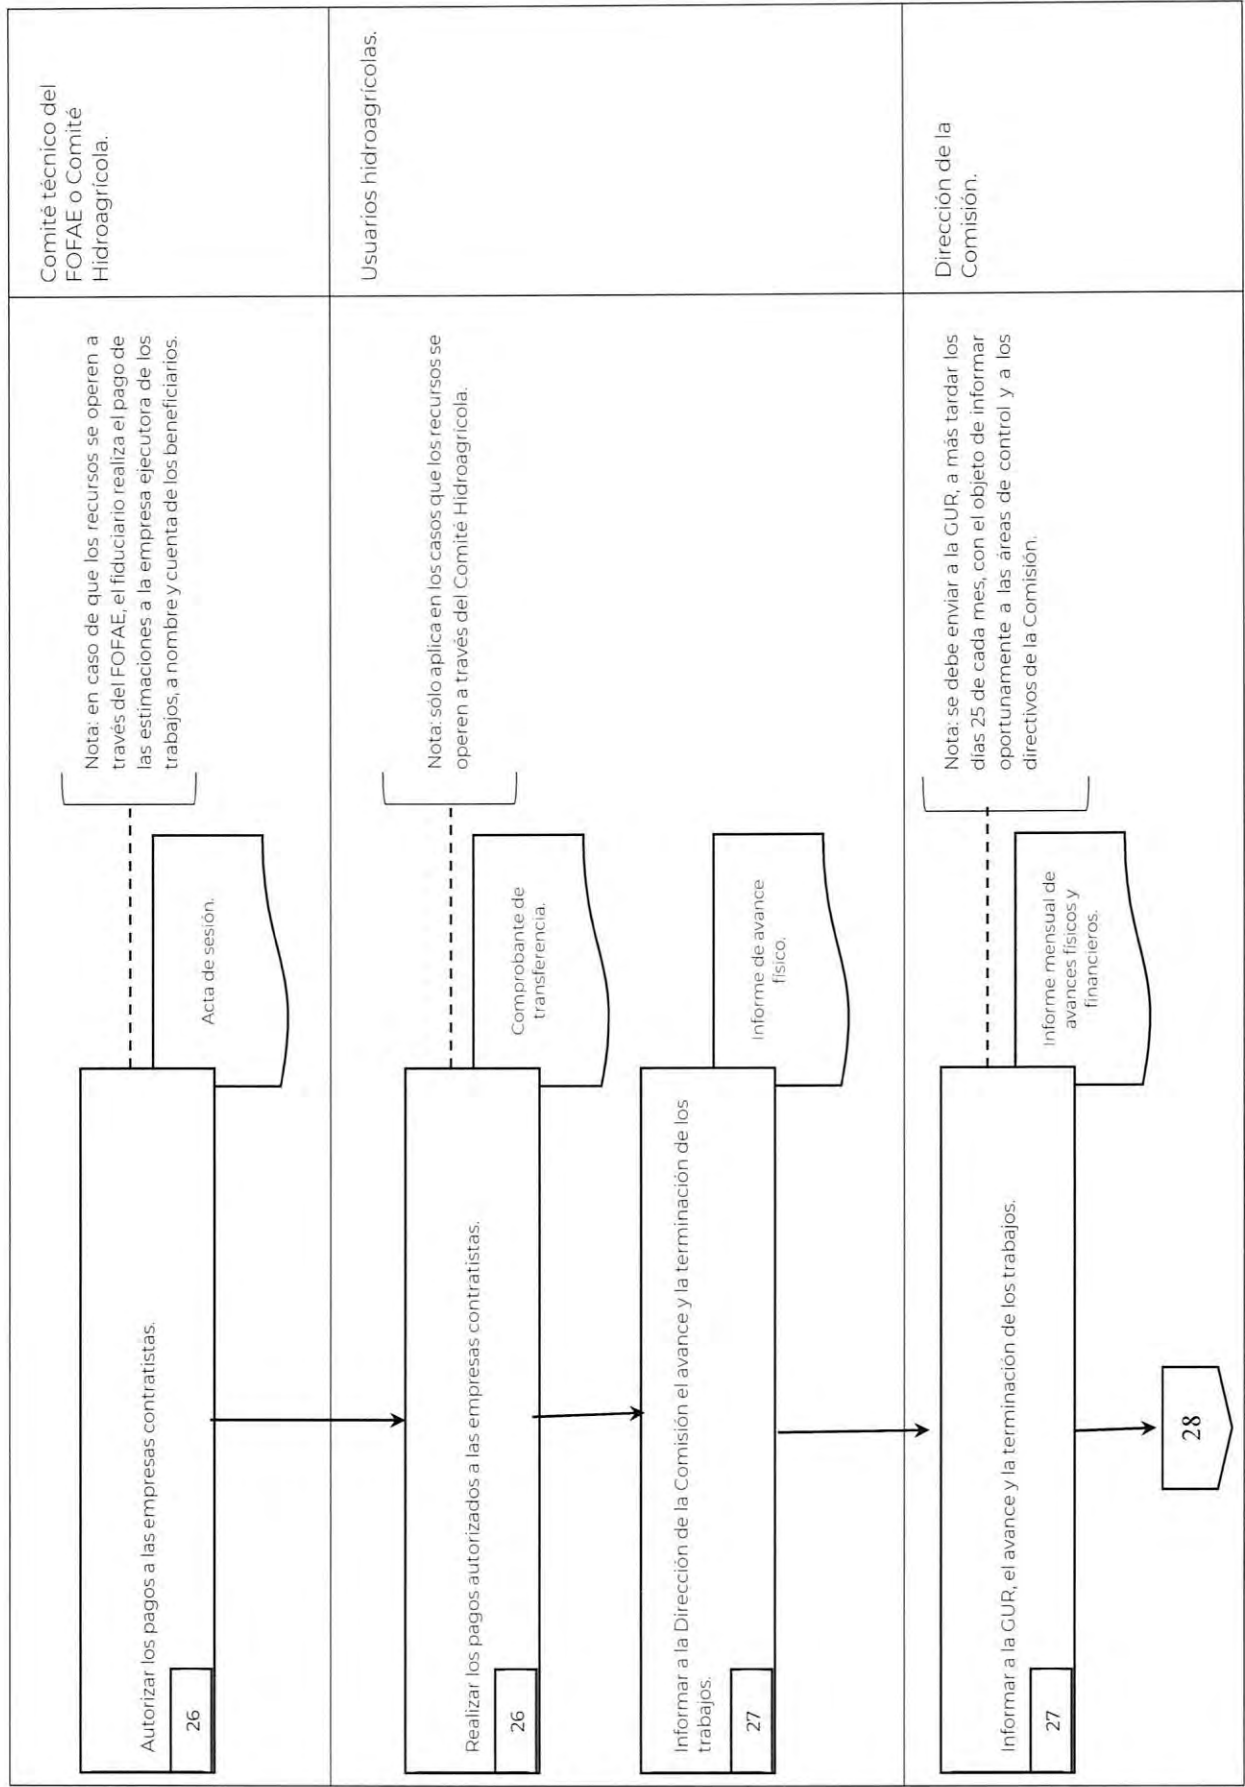 Comité técnico del
FOFAE o Comité
Hidroagrícola.
Nota: en caso de que los recursos se operen a
través del FOFAE, el fiduciario realiza el pago de
las estimaciones a la empresa ejecutora de los
trabajos, a nombre y cuenta de los beneficiarios.
Acta de sesión.
Autorizar los pagos a las empresas contratistas.
26
Usuarios hidroagrícolas.
Nota: sólo aplica en los casos que los recursos se
operen a través del Comité Hidroagrícola.
Comprobante de
transferencia.
Realizar los pagos autorizados a las empresas contratistas.
26
Informe de avance
físico.
Informar a la Dirección de la Comisión el avance y la terminación de los
trabajos.
27
Dirección de la
Comisión.
Nota: se debe enviar a la GUR, a más tardar los
días 25 de cada mes, con el objeto de informar
oportunamente a las áreas de control y a los
directivos de la Comisión.
Informe mensual de
avances físicos y
financieros.
Informar a la GUR, el avance y la terminación de los trabajos.
27
28